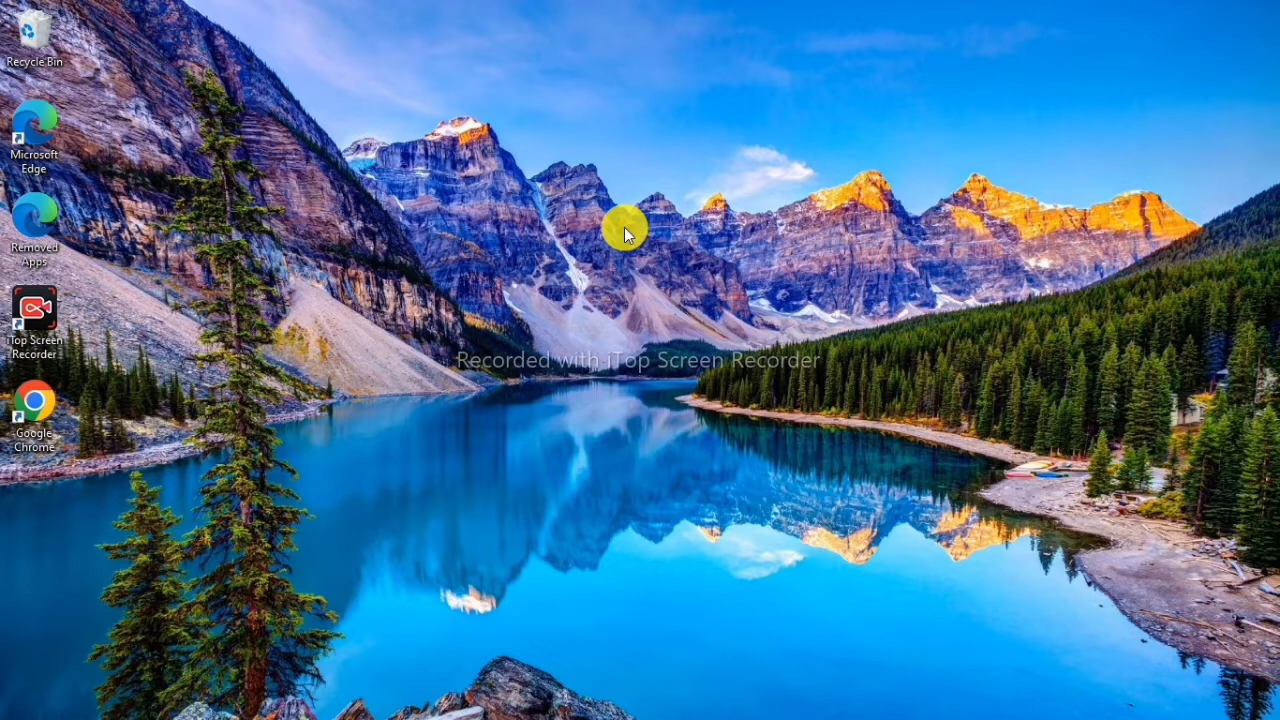 Recycle Bin
Microsoft
Edge
Removed
Apps
iTop Screen
Recorder
Google
Chrome
Recorded with iTop Screen Recorder